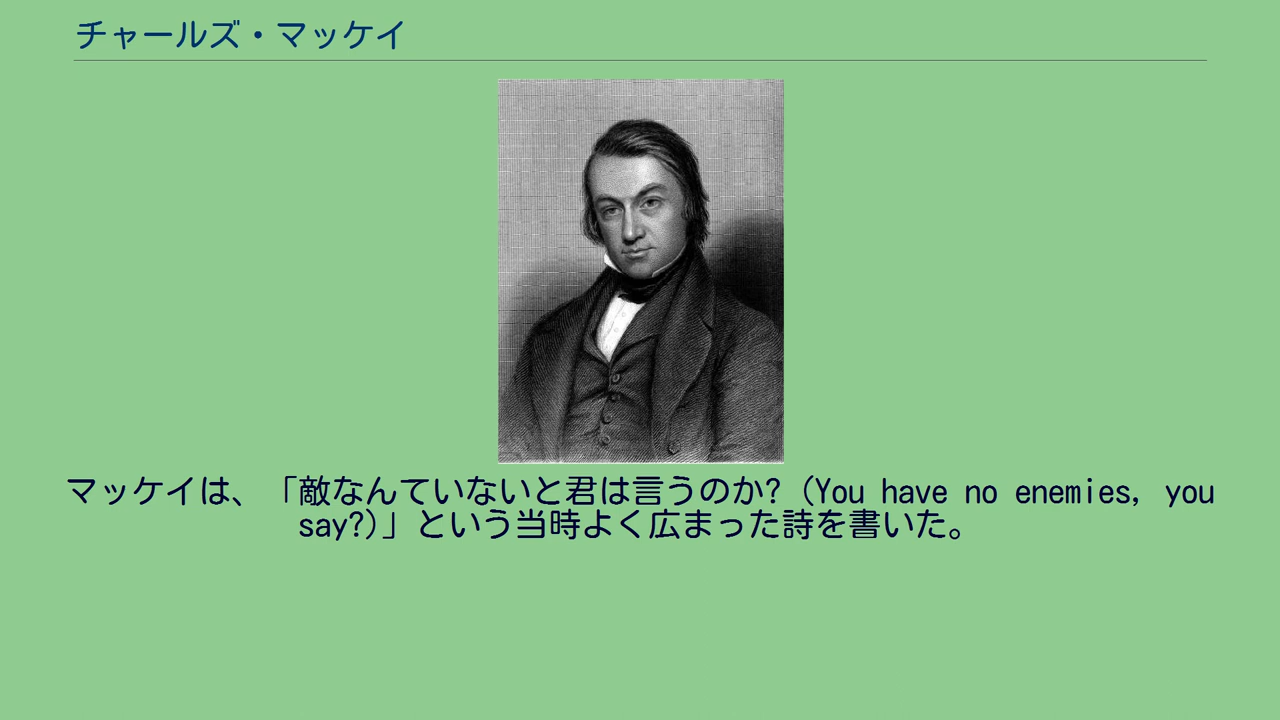 チャールズ・マッケイ
マッケイは、「敵なんていないと君は言うのか?(You have no enemies, you
say?)」という当時よく広まった詩を書いた。